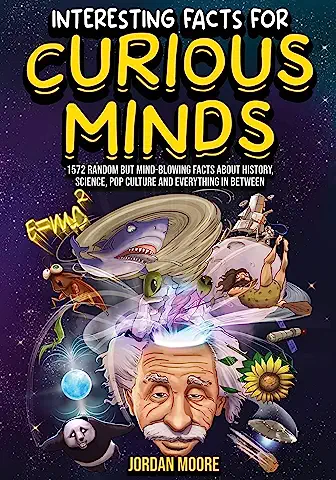 INTERESTING FACTS FOR
CURIOUS
MINDS
1572 RANDOM BUT MIND-BLOWING FACTS ABOUT HISTORY,
SCIENCE, POP CULTURE AND EVERYTHING IN BETWEEN
E=mc²
JORDAN MOORE